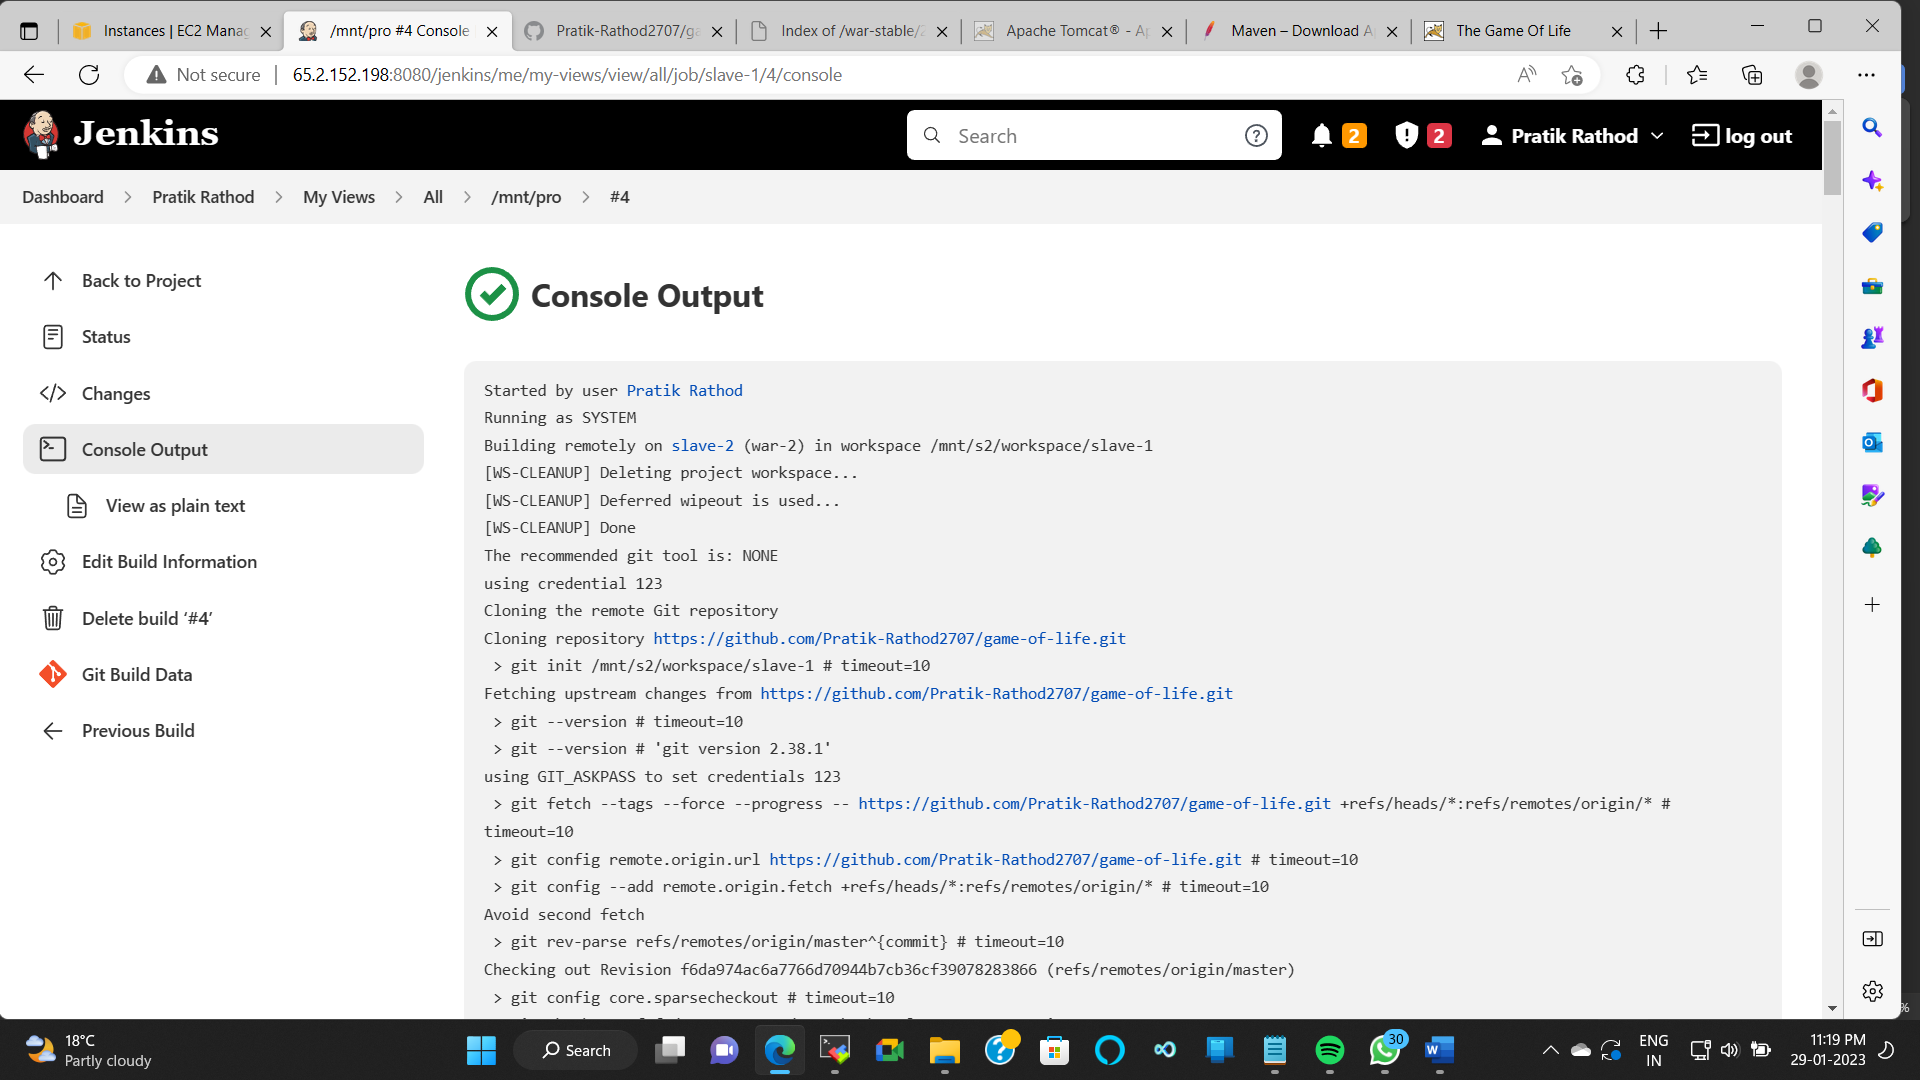 Instances | EC2 Manag
/mnt/pro #4 Console
Pratik-Rathod2707/ga
Index of /war-stable/2
Apache Tomcat® - Ap
Maven – Download A
The Game Of Life
Not secure
65.2.152.198:8080/jenkins/me/my-views/view/all/job/slave-1/4/console
Jenkins
Search
2
2
Pratik Rathod
log out
Dashboard
Pratik Rathod
My Views
All
/mnt/pro
#4
Back to Project
Status
Changes
Console Output
View as plain text
Edit Build Information
Delete build ‘#4’
Git Build Data
Previous Build
Console Output
Started by user Pratik Rathod
Running as SYSTEM
Building remotely on slave-2 (war-2) in workspace /mnt/s2/workspace/slave-1
[WS-CLEANUP] Deleting project workspace...
[WS-CLEANUP] Deferred wipeout is used...
[WS-CLEANUP] Done
The recommended git tool is: NONE
using credential 123
Cloning the remote Git repository
Cloning repository https://github.com/Pratik-Rathod2707/game-of-life.git
> git init /mnt/s2/workspace/slave-1 # timeout=10
Fetching upstream changes from https://github.com/Pratik-Rathod2707/game-of-life.git
> git --version # timeout=10
> git --version # 'git version 2.38.1'
using GIT_ASKPASS to set credentials 123
> git fetch --tags --force --progress -- https://github.com/Pratik-Rathod2707/game-of-life.git +refs/heads/*:refs/remotes/origin/* #
timeout=10
> git config remote.origin.url https://github.com/Pratik-Rathod2707/game-of-life.git # timeout=10
> git config --add remote.origin.fetch +refs/heads/*:refs/remotes/origin/* # timeout=10
Avoid second fetch
> git rev-parse refs/remotes/origin/master^{commit} # timeout=10
Checking out Revision f6da974ac6a7766d70944b7cb36cf39078283866 (refs/remotes/origin/master)
> git config core.sparsecheckout # timeout=10
18°C
Partly cloudy
Search
30
ENG
IN
11:19 PM
29-01-2023